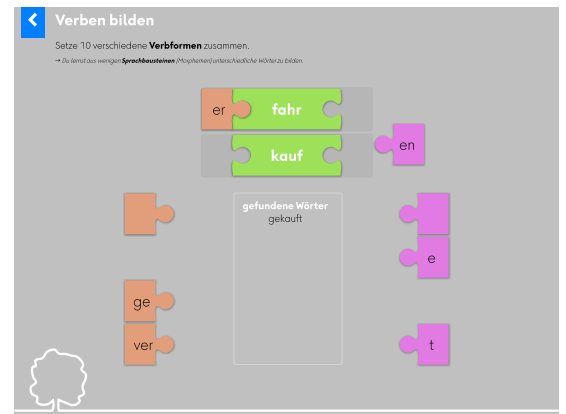 Verben bilden
Setze 10 verschiedene Verbformen zusammen.
→ Du lernst aus wenigen Sprachbausteinen (Morphemen) unterschiedliche Wörter zu bilden.
er fahr
kauf en
gefundene Wörter
gekauft
e
ge
ver t